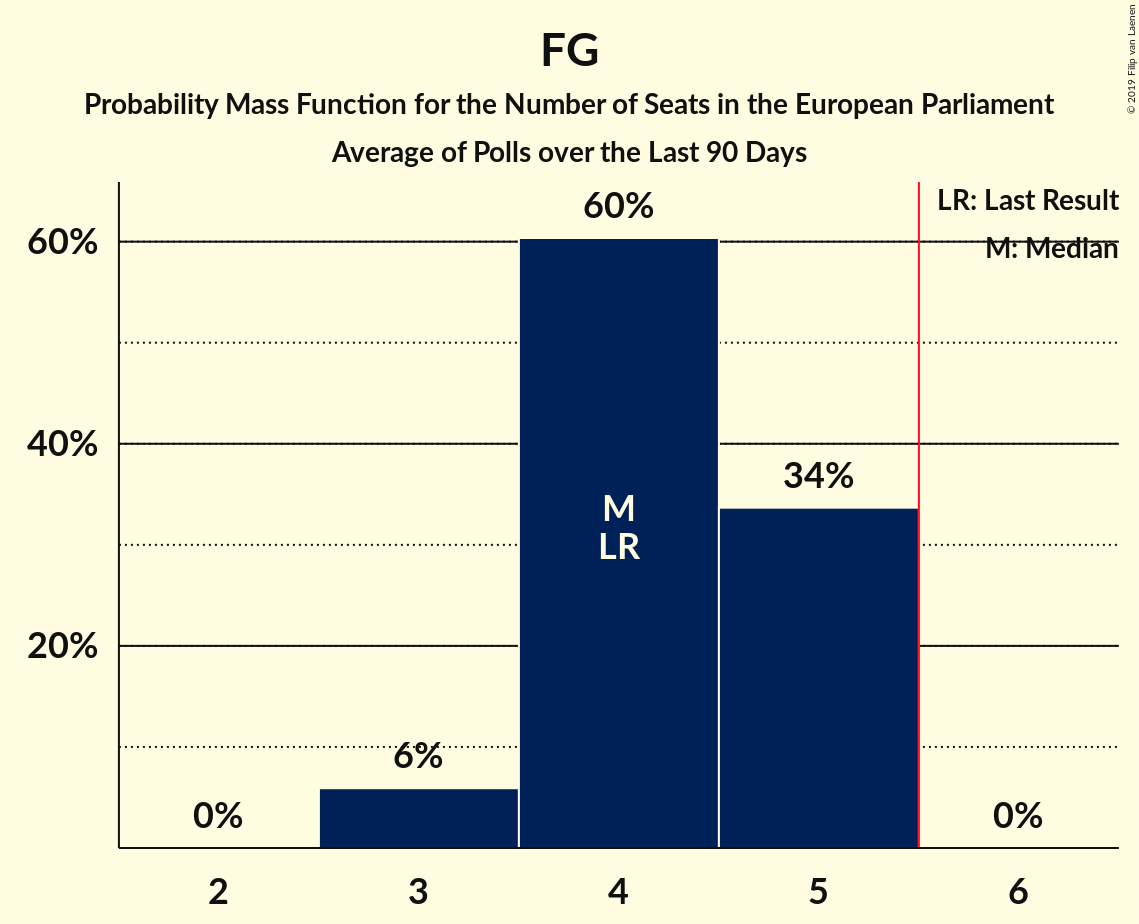 FG
Probability Mass Function for the Number of Seats in the European Parliament
Average of Polls over the Last 90 Days
© 2019 Filip van Laenen
LR: Last Result
M: Median
60%
40%
20%
0%
6%
60%
34%
0%
M
LR
2
3
4
5
6